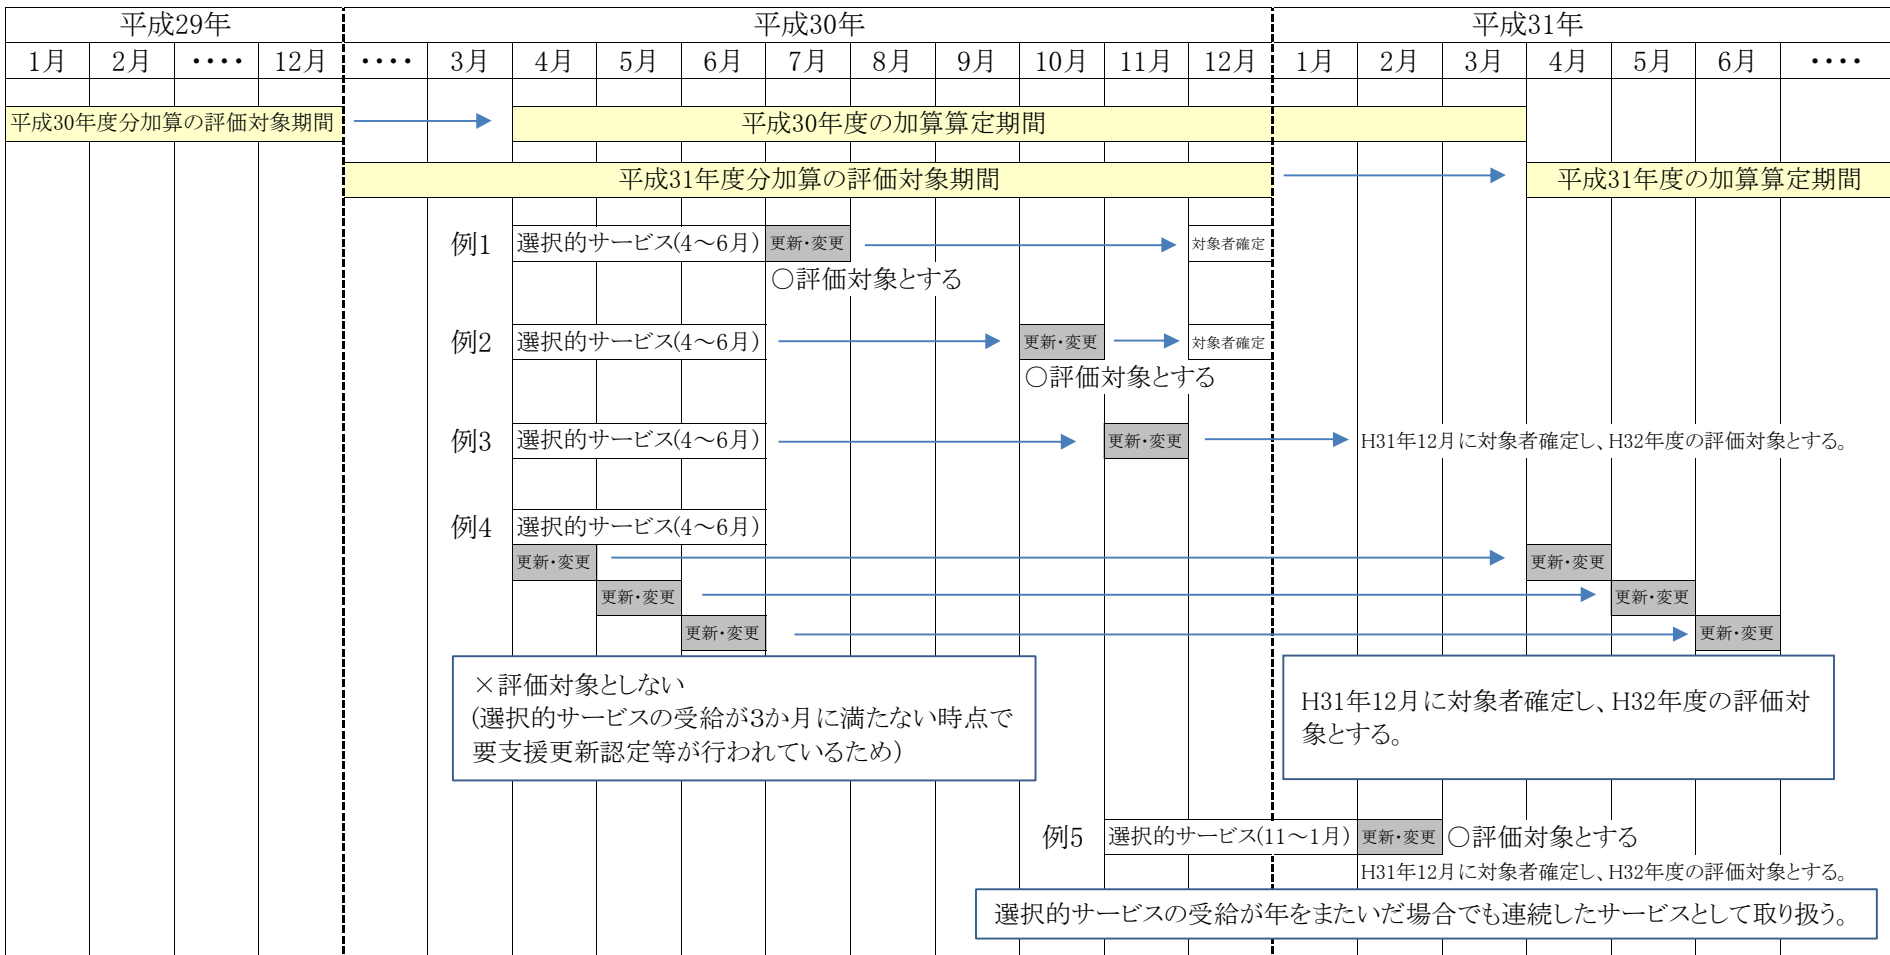 平成29年 平成30年 平成31年
1月 2月 ・・・・ 12月 ・・・・ 3月 4月 5月 6月 7月 8月 9月 10月 11月 12月 1月 2月 3月 4月 5月 6月 ・・・・
平成30年度分加算の評価対象期間 平成30年度の加算算定期間
平成31年度分加算の評価対象期間 平成31年度の加算算定期間
例1 選択的サービス(4～6月) 更新・変更 対象者確定
○評価対象とする
例2 選択的サービス(4～6月) 更新・変更 対象者確定
○評価対象とする
例3 選択的サービス(4～6月) 更新・変更 H31年12月に対象者確定し、H32年度の評価対象とする。
例4 選択的サービス(4～6月)
更新・変更 更新・変更
更新・変更 更新・変更
更新・変更 更新・変更
×評価対象としない
(選択的サービスの受給が3か月に満たない時点で
要支援更新認定等が行われているため)
H31年12月に対象者確定し、H32年度の評価対
象とする。
例5 選択的サービス(11～1月) 更新・変更 ○評価対象とする
H31年12月に対象者確定し、H32年度の評価対象とする。
選択的サービスの受給が年をまたいだ場合でも連続したサービスとして取り扱う。